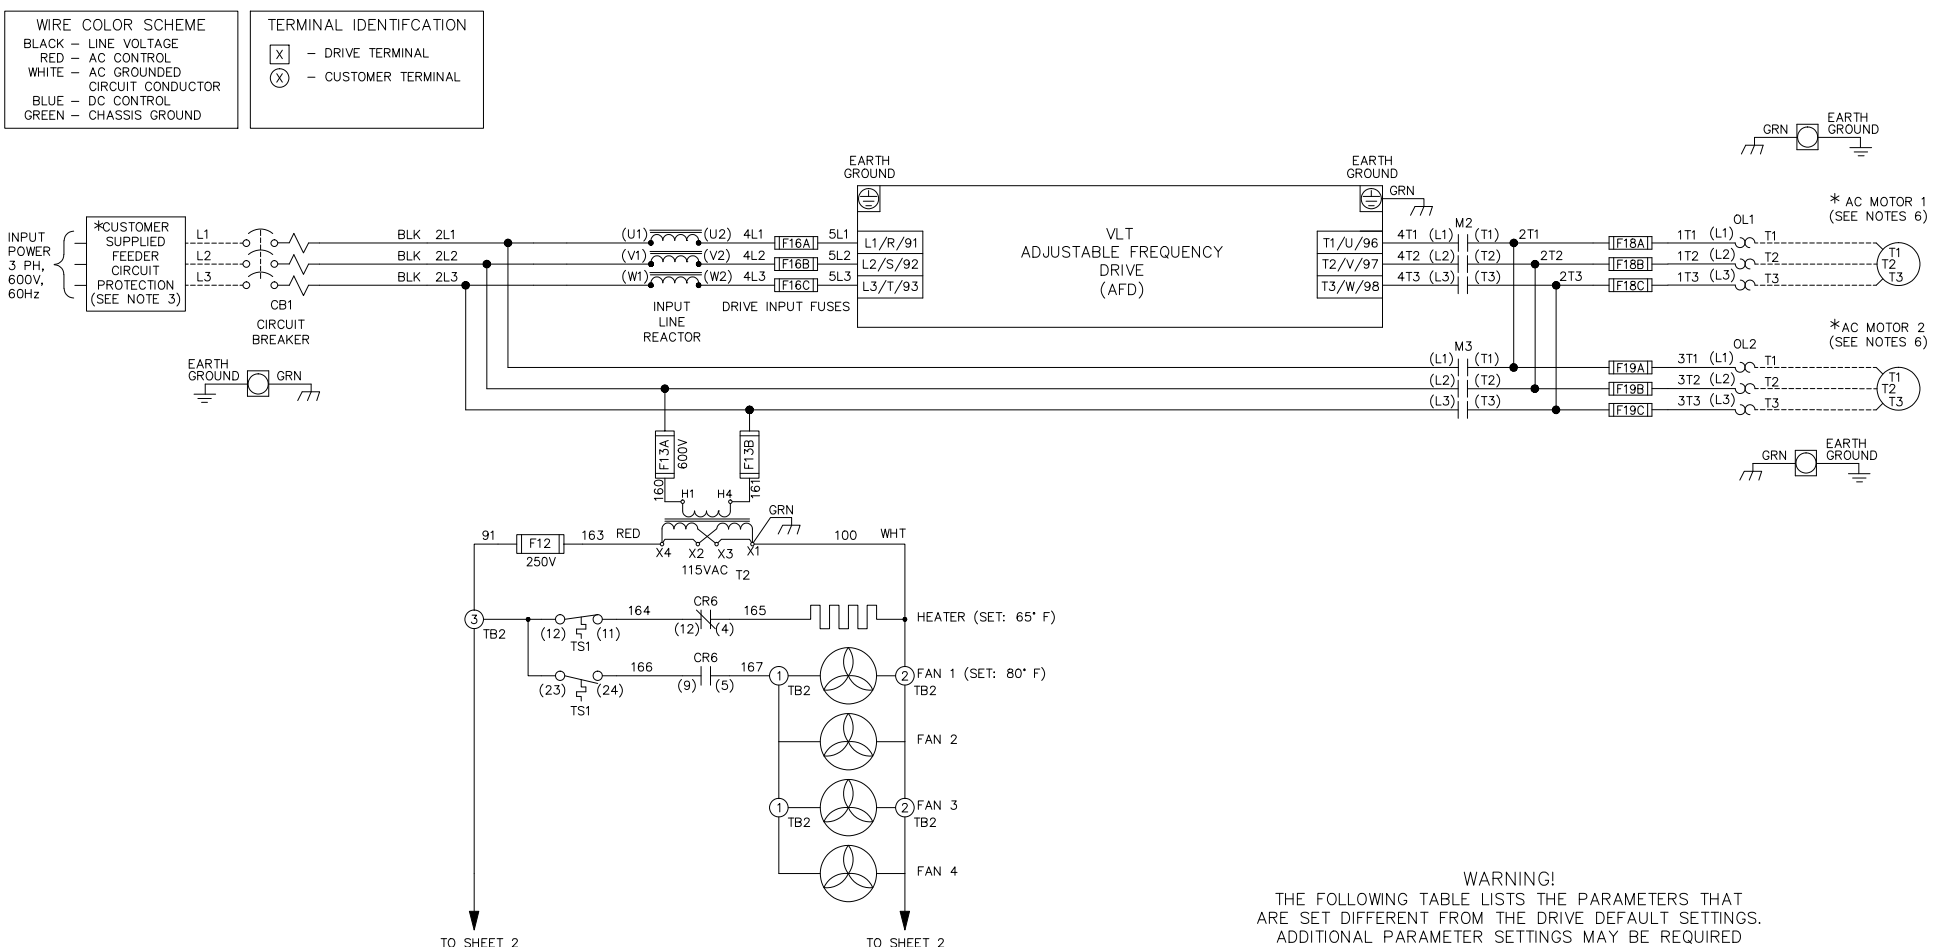 WIRE COLOR SCHEME
BLACK – LINE VOLTAGE
RED – AC CONTROL
WHITE – AC GROUNDED
CIRCUIT CONDUCTOR
BLUE – DC CONTROL
GREEN – CHASSIS GROUND
TERMINAL IDENTIFCATION
X – DRIVE TERMINAL
X – CUSTOMER TERMINAL
INPUT
POWER
3 PH,
600V,
60Hz
*CUSTOMER
SUPPLIED
FEEDER
CIRCUIT
PROTECTION
(SEE NOTE 3)
L1
L2
L3
CB1
CIRCUIT
BREAKER
EARTH
GROUND
GRN
BLK 2L1
BLK 2L2
BLK 2L3
(U1) (U2) 4L1 F16A 5L1
(V1) (V2) 4L2 F16B 5L2
(W1) (W2) 4L3 F16C 5L3
INPUT
LINE
REACTOR
DRIVE INPUT FUSES
EARTH
GROUND
L1/R/91
L2/S/92
L3/T/93
VLT
ADJUSTABLE FREQUENCY
DRIVE
(AFD)
EARTH
GROUND
GRN
T1/U/96
T2/V/97
T3/W/98
M2
4T1 (L1) (T1) 2T1 F18A 1T1 (L1) T1
4T2 (L2) (T2) 2T2 F18B 1T2 (L2) T2
4T3 (L3) (T3) 2T3 F18C 1T3 (L3) T3
OL1
GRN
EARTH
GROUND
* AC MOTOR 1
(SEE NOTES 6)
T1
T2
T3
M3
(L1) (T1) F19A 3T1 (L1) T1
(L2) (T2) F19B 3T2 (L2) T2
(L3) (T3) F19C 3T3 (L3) T3
OL2
*AC MOTOR 2
(SEE NOTES 6)
T1
T2
T3
GRN
EARTH
GROUND
F13A
600V
F13B
160
161
H1 H4
GRN
91 F12 163 RED
250V
X4 X2 X3 X1
115VAC T2
100 WHT
3
TB2
(12) (11)
TS1
164
CR6
(12) (4)
165
HEATER (SET: 65° F)
(23) (24)
TS1
166
CR6
(9) (5)
167
1
TB2
2
TB2
FAN 1 (SET: 80° F)
FAN 2
1
TB2
2
TB2
FAN 3
FAN 4
TO SHEET 2
TO SHEET 2
WARNING!
THE FOLLOWING TABLE LISTS THE PARAMETERS THAT
ARE SET DIFFERENT FROM THE DRIVE DEFAULT SETTINGS.
ADDITIONAL PARAMETER SETTINGS MAY BE REQUIRED